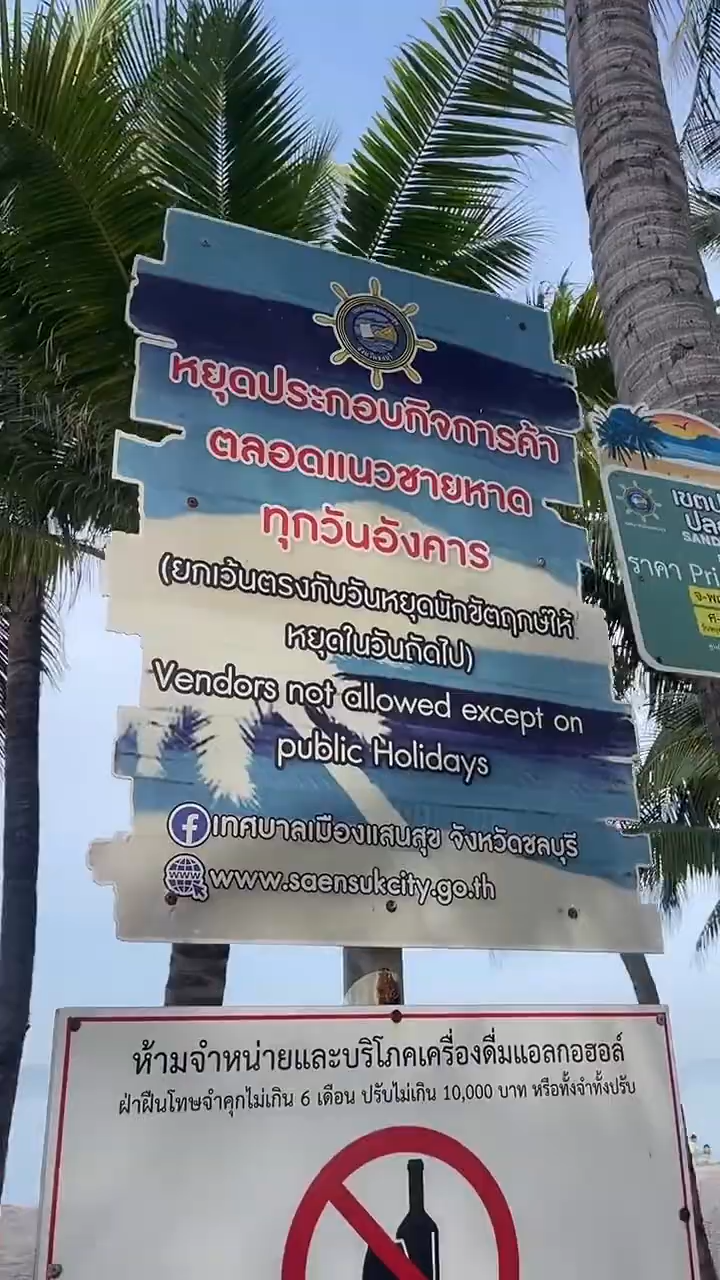 หยุดประกอบกิจการค้า
ตลอดแนวชายหาด
ทุกวันอังคาร
(ยกเว้นตรงกับวันหยุดนักขัตฤกษ์ให้
หยุดในวันถัดไป)
Vendors not allowed except on
public Holidays
เทศบาลเมืองแสนสุข จังหวัดชลบุรี
www.saensukcity.go.th
SAND
ราคา Pri
ห้ามจำหน่ายและบริโภคเครื่องดื่มแอลกอฮอล์
ฝ่าฝืนโทษจำคุกไม่เกิน 6 เดือน ปรับไม่เกิน 10,000 บาท หรือทั้งจำทั้งปรับ